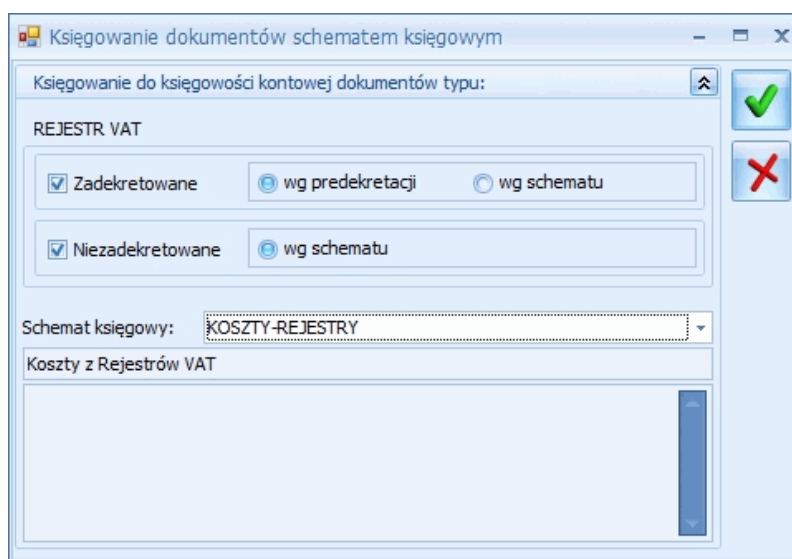 Księgowanie dokumentów schematem księgowym
Księgowanie do księgowości kontowej dokumentów typu:
REJESTR VAT
Zadekretowane wg predekretacji wg schematu
Niezadekretowane wg schematu
Schemat księgowy: KOSZTY-REJESTRY
Koszty z Rejestrów VAT